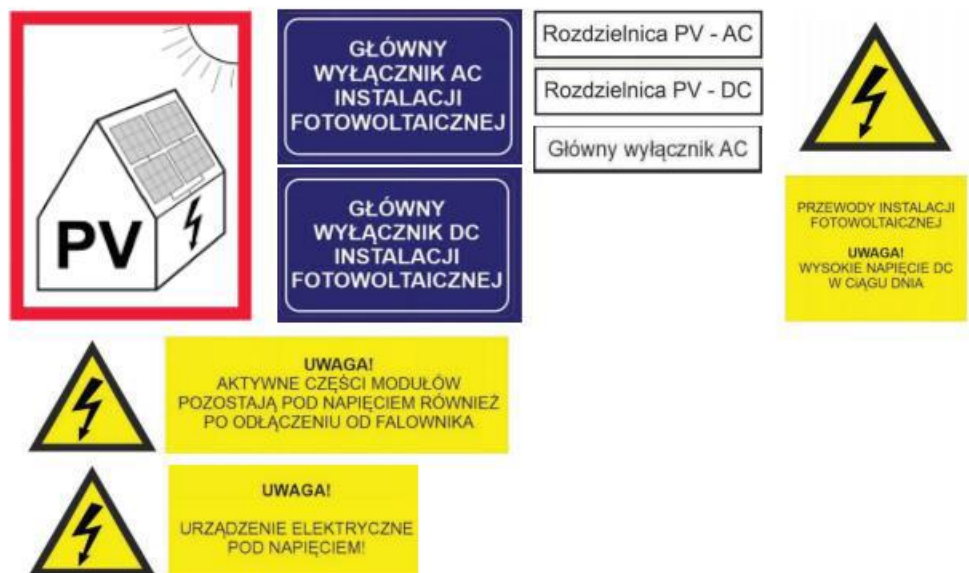 PV
GŁÓWNY
WYŁĄCZNIK AC
INSTALACJI
FOTOWOLTAICZNEJ
GŁÓWNY
WYŁĄCZNIK DC
INSTALACJI
FOTOWOLTAICZNEJ
Rozdzielnica PV - AC
Rozdzielnica PV - DC
Główny wyłącznik AC
PRZEWODY INSTALACJI
FOTOWOLTAICZNEJ
UWAGA!
WYSOKIE NAPIĘCIE DC
W CiĄGU DNIA
UWAGA!
AKTYWNE CZĘŚCI MODUŁÓW
POZOSTAJĄ POD NAPIĘCIEM RÓWNIEŻ
PO ODŁĄCZENIU OD FALOWNIKA
UWAGA!
URZĄDZENIE ELEKTRYCZNE
POD NAPIĘCIEM!